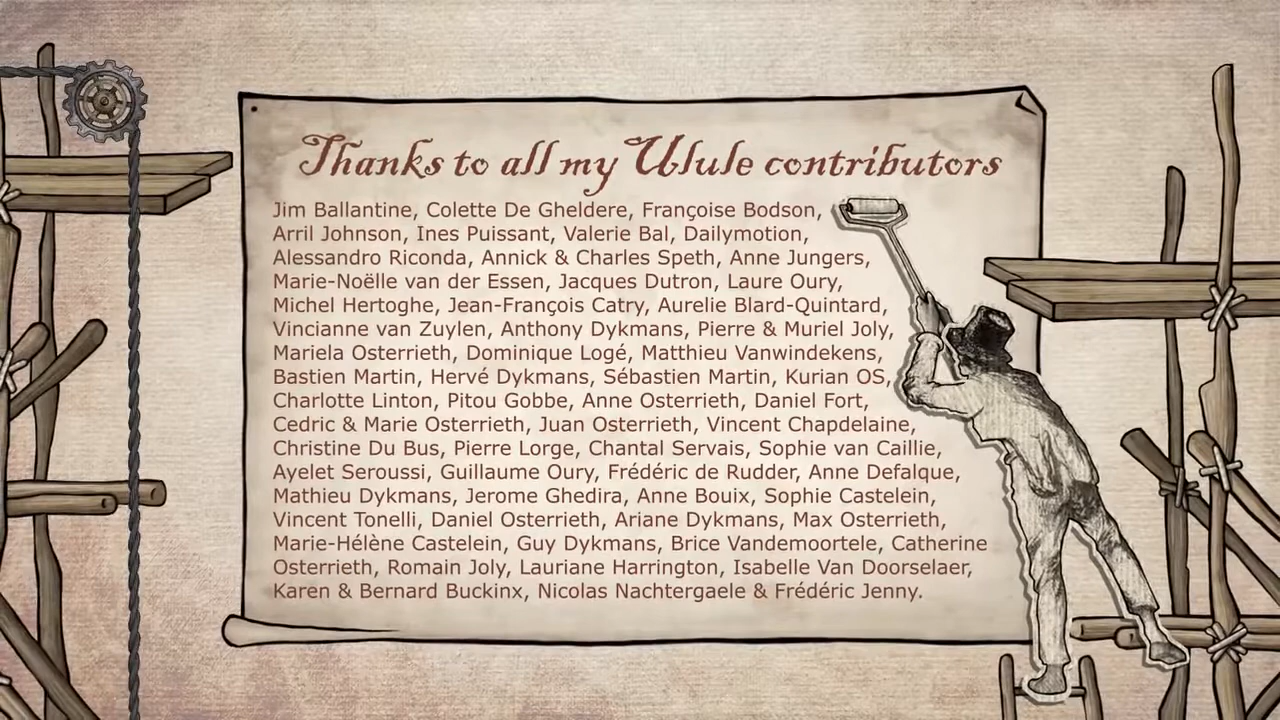 Thanks to all my Ulule contributors
Jim Ballantine, Colette De Gheldere, Françoise Bodson,
Arril Johnson, Ines Puissant, Valerie Bal, Dailymotion,
Alessandro Riconda, Annick & Charles Speth, Anne Jungers,
Marie-Noëlle van der Essen, Jacques Dutron, Laure Oury,
Michel Hertoghe, Jean-François Catry, Aurelie Blard-Quintard,
Vincianne van Zuylen, Anthony Dykmans, Pierre & Muriel Joly,
Mariela Osterrieth, Dominique Logé, Matthieu Vanwindekens,
Bastien Martin, Hervé Dykmans, Sébastien Martin, Kurian OS,
Charlotte Linton, Pitou Gobbe, Anne Osterrieth, Daniel Fort,
Cedric & Marie Osterrieth, Juan Osterrieth, Vincent Chapdelaine,
Christine Du Bus, Pierre Lorge, Chantal Servais, Sophie van Caillie,
Ayelet Seroussi, Guillaume Oury, Frédéric de Rudder, Anne Defalque,
Mathieu Dykmans, Jerome Ghedira, Anne Bouix, Sophie Castelein,
Vincent Tonelli, Daniel Osterrieth, Ariane Dykmans, Max Osterrieth,
Marie-Hélène Castelein, Guy Dykmans, Brice Vandemoortele, Catherine
Osterrieth, Romain Joly, Lauriane Harrington, Isabelle Van Doorselaer,
Karen & Bernard Buckinx, Nicolas Nachtergaele & Frédéric Jenny.